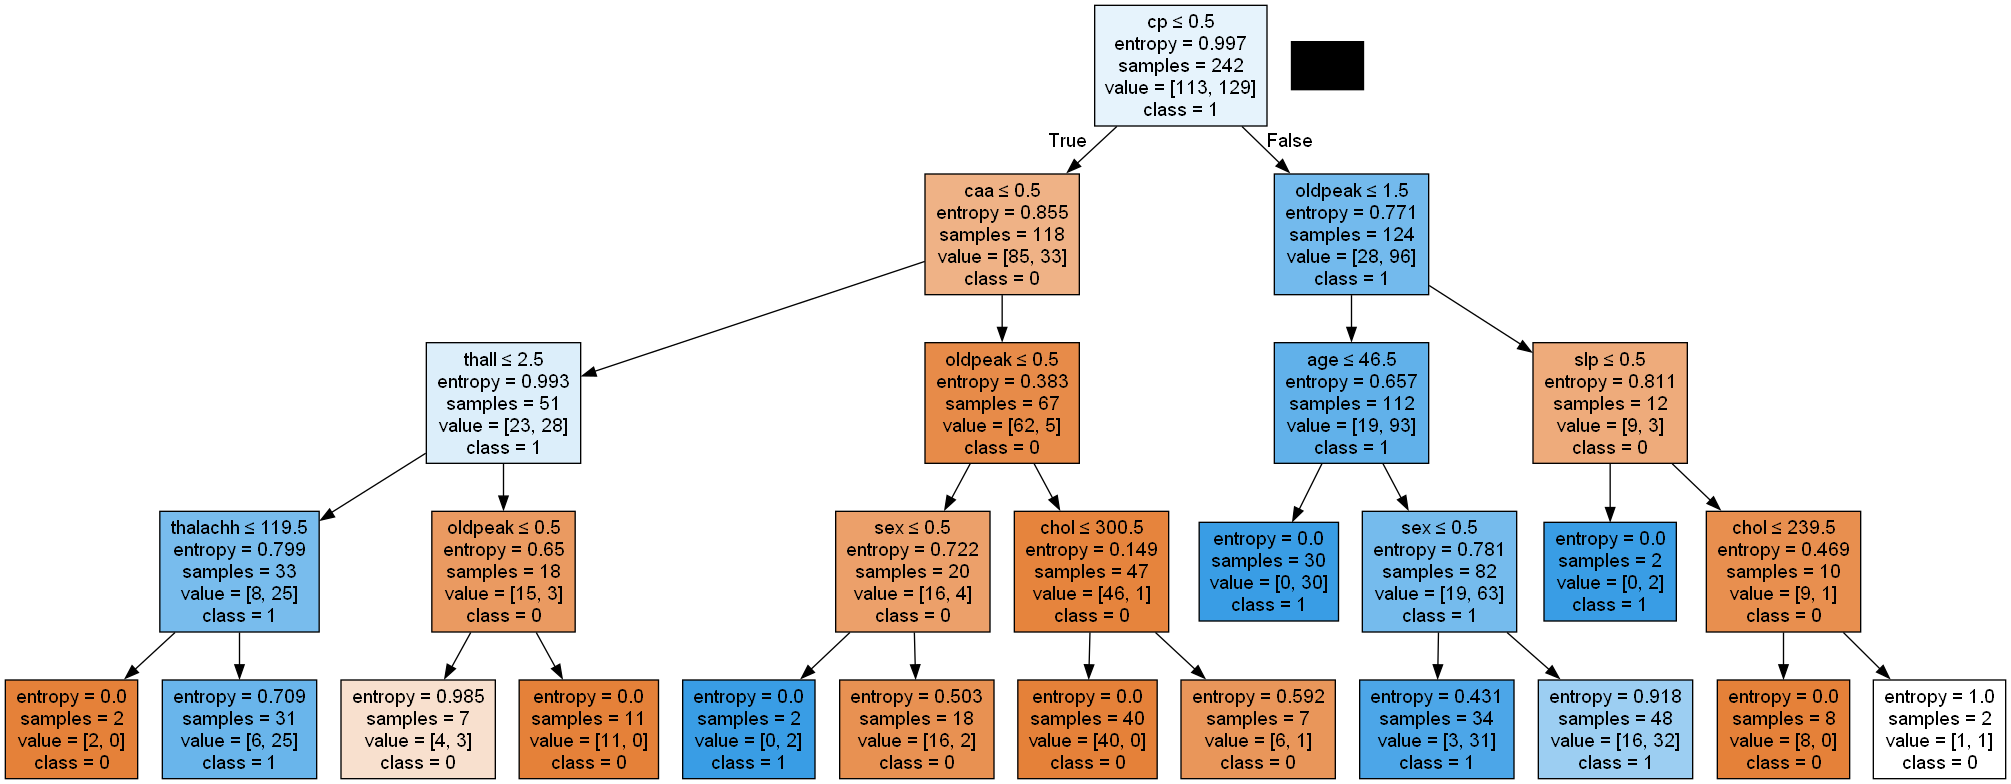 cp ≤ 0.5
entropy = 0.997
samples = 242
value = [113, 129]
class = 1
True
False
caa ≤ 0.5
entropy = 0.855
samples = 118
value = [85, 33]
class = 0
oldpeak ≤ 1.5
entropy = 0.771
samples = 124
value = [28, 96]
class = 1
thall ≤ 2.5
entropy = 0.993
samples = 51
value = [23, 28]
class = 1
oldpeak ≤ 0.5
entropy = 0.383
samples = 67
value = [62, 5]
class = 0
age ≤ 46.5
entropy = 0.657
samples = 112
value = [19, 93]
class = 1
slp ≤ 0.5
entropy = 0.811
samples = 12
value = [9, 3]
class = 0
thalachh ≤ 119.5
entropy = 0.799
samples = 33
value = [8, 25]
class = 1
oldpeak ≤ 0.5
entropy = 0.65
samples = 18
value = [15, 3]
class = 0
sex ≤ 0.5
entropy = 0.722
samples = 20
value = [16, 4]
class = 0
chol ≤ 300.5
entropy = 0.149
samples = 47
value = [46, 1]
class = 0
entropy = 0.0
samples = 30
value = [0, 30]
class = 1
sex ≤ 0.5
entropy = 0.781
samples = 82
value = [19, 63]
class = 1
entropy = 0.0
samples = 2
value = [0, 2]
class = 1
chol ≤ 239.5
entropy = 0.469
samples = 10
value = [9, 1]
class = 0
entropy = 0.0
samples = 2
value = [2, 0]
class = 0
entropy = 0.709
samples = 31
value = [6, 25]
class = 1
entropy = 0.985
samples = 7
value = [4, 3]
class = 0
entropy = 0.0
samples = 11
value = [11, 0]
class = 0
entropy = 0.0
samples = 2
value = [0, 2]
class = 1
entropy = 0.503
samples = 18
value = [16, 2]
class = 0
entropy = 0.0
samples = 40
value = [40, 0]
class = 0
entropy = 0.592
samples = 7
value = [6, 1]
class = 0
entropy = 0.431
samples = 34
value = [3, 31]
class = 1
entropy = 0.918
samples = 48
value = [16, 32]
class = 1
entropy = 0.0
samples = 8
value = [8, 0]
class = 0
entropy = 1.0
samples = 2
value = [1, 1]
class = 0